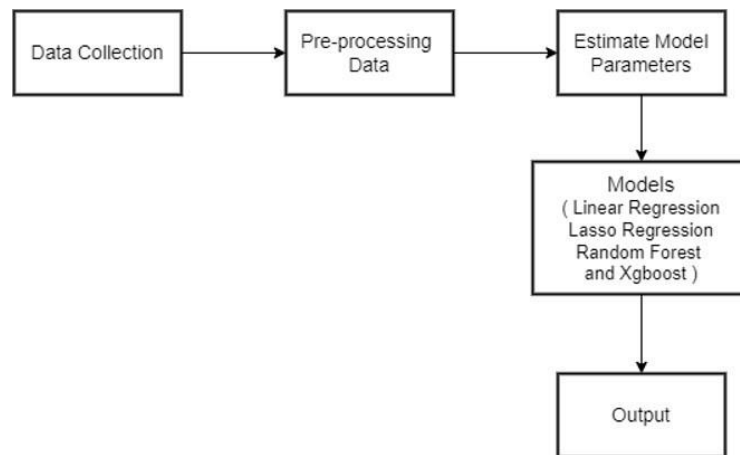 Data Collection
Pre-processing
Data
Estimate Model
Parameters
Models
( Linear Regression
Lasso Regression
Random Forest
and Xgboost )
Output